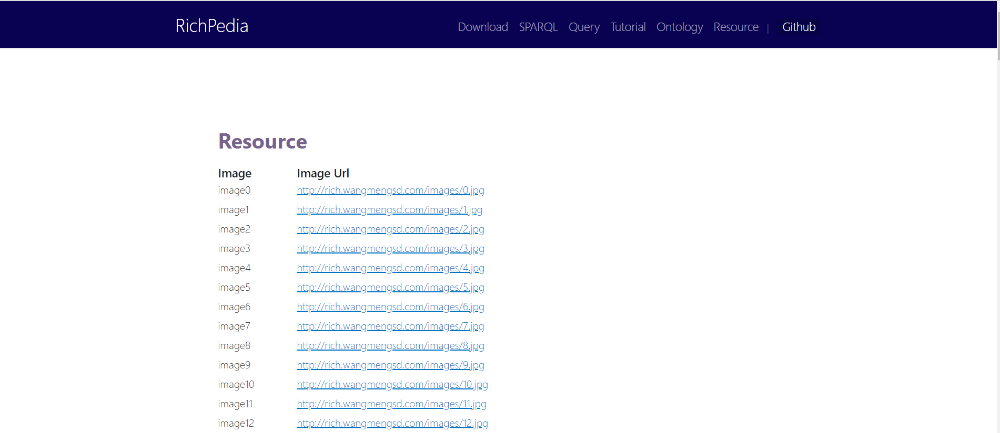 RichPedia Download SPARQL Query Tutorial Ontology Resource | Github
Resource
Image Image Url
image0 http://rich.wangmengsd.com/images/0.jpg
image1 http://rich.wangmengsd.com/images/1.jpg
image2 http://rich.wangmengsd.com/images/2.jpg
image3 http://rich.wangmengsd.com/images/3.jpg
image4 http://rich.wangmengsd.com/images/4.jpg
image5 http://rich.wangmengsd.com/images/5.jpg
image6 http://rich.wangmengsd.com/images/6.jpg
image7 http://rich.wangmengsd.com/images/7.jpg
image8 http://rich.wangmengsd.com/images/8.jpg
image9 http://rich.wangmengsd.com/images/9.jpg
image10 http://rich.wangmengsd.com/images/10.jpg
image11 http://rich.wangmengsd.com/images/11.jpg
image12 http://rich.wangmengsd.com/images/12.jpg